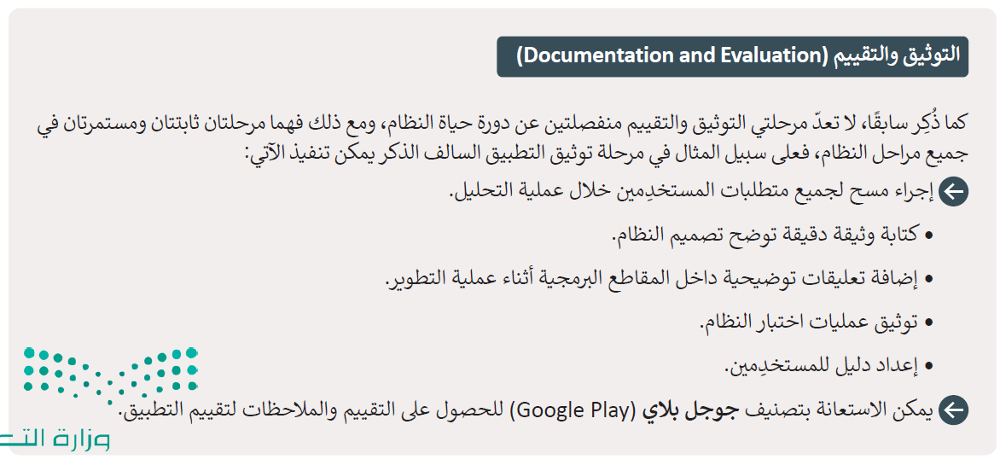 التوثيق والتقييم (Documentation and Evaluation)
كما ذُكِر سابقًا، لا تعدّ مرحلتي التوثيق والتقييم منفصلتين عن دورة حياة النظام، ومع ذلك فهما مرحلتان ثابتتان ومستمرتان في
جميع مراحل النظام، فعلى سبيل المثال في مرحلة توثيق التطبيق السالف الذكر يمكن تنفيذ الآتي:
إجراء مسح لجميع متطلبات المستخدِمين خلال عملية التحليل.
• كتابة وثيقة دقيقة توضح تصميم النظام.
• إضافة تعليقات توضيحية داخل المقاطع البرمجية أثناء عملية التطوير.
• توثيق عمليات اختبار النظام.
• إعداد دليل للمستخدِمين.
يمكن الاستعانة بتصنيف جوجل بلاي (Google Play) للحصول على التقييم والملاحظات لتقييم التطبيق.
وزارة